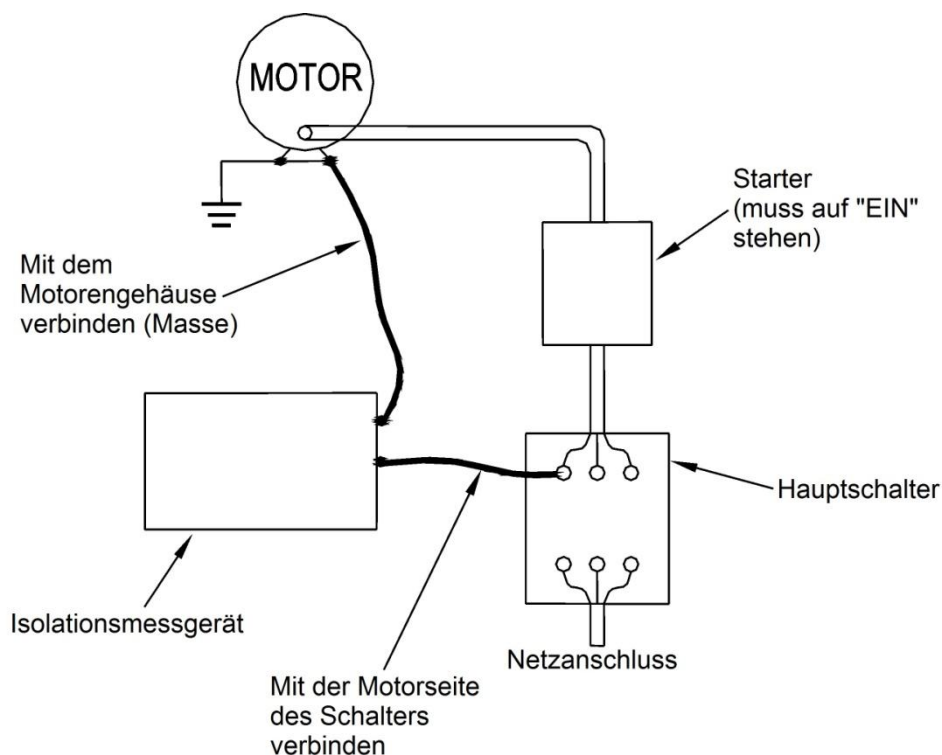 MOTOR
Starter
(muss auf "EIN"
stehen)
Mit dem
Motorengehäuse
verbinden (Masse)
Hauptschalter
Isolationsmessgerät
Netzanschluss
Mit der Motorseite
des Schalters
verbinden